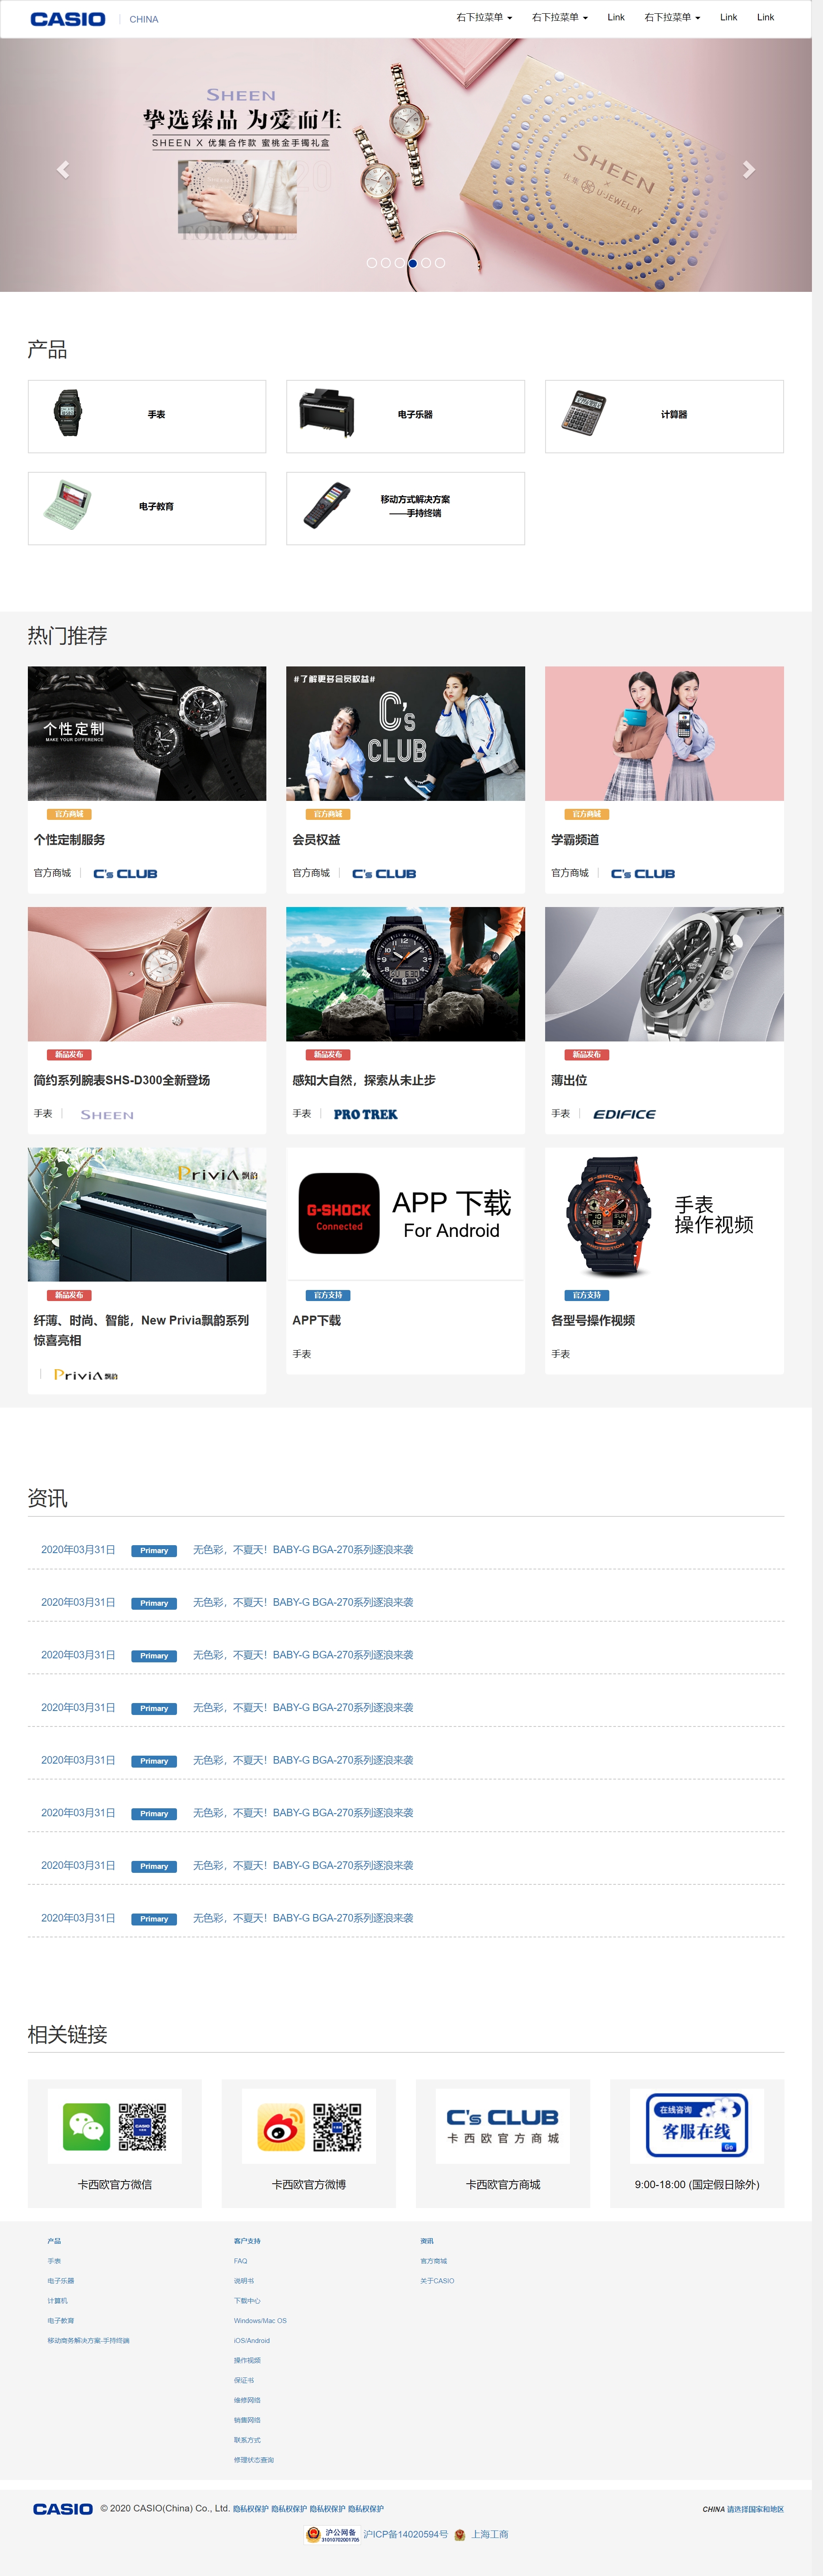 CASIO
CHINA
右下拉菜单
右下拉菜单
Link
右下拉菜单
Link
Link
SHEEN
挚选臻品 为爱而生
SHEEN X 优集合作款 蜜桃金手镯礼盒
20
FOR LOVE
SHEEN
×
优集 UJEWELRY
产品
手表
电子乐器
计算器
电子教育
移动方式解决方案
——手持终端
热门推荐
个性定制
MAKE YOUR DIFFERENCE
#了解更多会员权益#
C's
CLUB
官方商城
官方商城
官方商城
个性定制服务
会员权益
学霸频道
官方商城
C's CLUB
官方商城
C's CLUB
官方商城
C's CLUB
新品发布
新品发布
新品发布
简约系列腕表SHS-D300全新登场
感知大自然，探索从未止步
薄出位
手表
SHEEN
手表
PRO TREK
手表
EDIFICE
PriviA 飘韵
G-SHOCK
Connected
APP 下载
For Android
G-SHOCK
PROTECTION
手表
操作视频
新品发布
官方支持
官方支持
纤薄、时尚、智能，New Privia飘韵系列
惊喜亮相
APP下载
各型号操作视频
PriviA 飘韵
手表
手表
资讯
2020年03月31日 Primary 无色彩，不夏天！BABY-G BGA-270系列逐浪来袭
2020年03月31日 Primary 无色彩，不夏天！BABY-G BGA-270系列逐浪来袭
2020年03月31日 Primary 无色彩，不夏天！BABY-G BGA-270系列逐浪来袭
2020年03月31日 Primary 无色彩，不夏天！BABY-G BGA-270系列逐浪来袭
2020年03月31日 Primary 无色彩，不夏天！BABY-G BGA-270系列逐浪来袭
2020年03月31日 Primary 无色彩，不夏天！BABY-G BGA-270系列逐浪来袭
2020年03月31日 Primary 无色彩，不夏天！BABY-G BGA-270系列逐浪来袭
2020年03月31日 Primary 无色彩，不夏天！BABY-G BGA-270系列逐浪来袭
相关链接
CASIO
C's CLUB
卡西欧官方商城
在线咨询
客服在线
Go
卡西欧官方微信
卡西欧官方微博
卡西欧官方商城
9:00-18:00 (国定假日除外)
产品
手表
电子乐器
计算机
电子教育
移动商务解决方案-手持终端
客户支持
FAQ
说明书
下载中心
Windows/Mac OS
iOS/Android
操作视频
保证书
维修网络
销售网络
联系方式
修理状态查询
资讯
官方商城
关于CASIO
CASIO © 2020 CASIO(China) Co., Ltd. 隐私权保护 隐私权保护 隐私权保护 隐私权保护
CHINA 请选择国家和地区
沪公网备
31010702001705
沪ICP备14020594号
上海工商